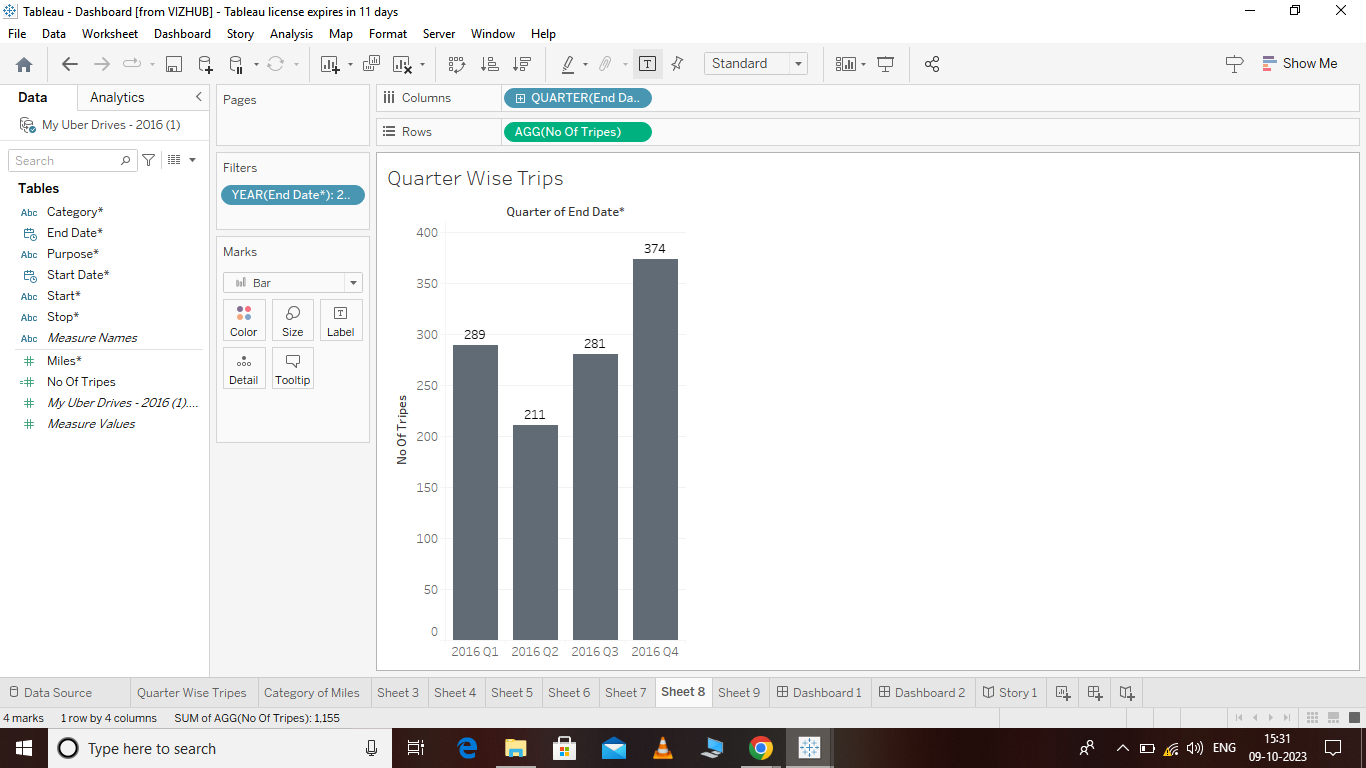 Tableau - Dashboard [from VIZHUB] - Tableau license expires in 11 days
File Data Worksheet Dashboard Story Analysis Map Format Server Window Help
Standard
Show Me
Data Analytics
My Uber Drives - 2016 (1)
Search
Tables
Abc Category*
End Date*
Abc Purpose*
Start Date*
Abc Start*
Abc Stop*
Abc Measure Names
# Miles*
=# No Of Tripes
# My Uber Drives - 2016 (1)....
# Measure Values
Pages
Filters
YEAR(End Date*): 2..
Marks
Bar
Color Size Label
Detail Tooltip
Columns QUARTER(End Da..
Rows AGG(No Of Tripes)
Quarter Wise Trips
Quarter of End Date*
No Of Tripes
400
350
300
250
200
150
100
50
0
289 211 281 374
2016 Q1 2016 Q2 2016 Q3 2016 Q4
Data Source Quarter Wise Tripes Category of Miles Sheet 3 Sheet 4 Sheet 5 Sheet 6 Sheet 7 Sheet 8 Sheet 9 Dashboard 1 Dashboard 2 Story 1
4 marks 1 row by 4 columns SUM of AGG(No Of Tripes): 1,155
Type here to search
ENG
15:31
09-10-2023